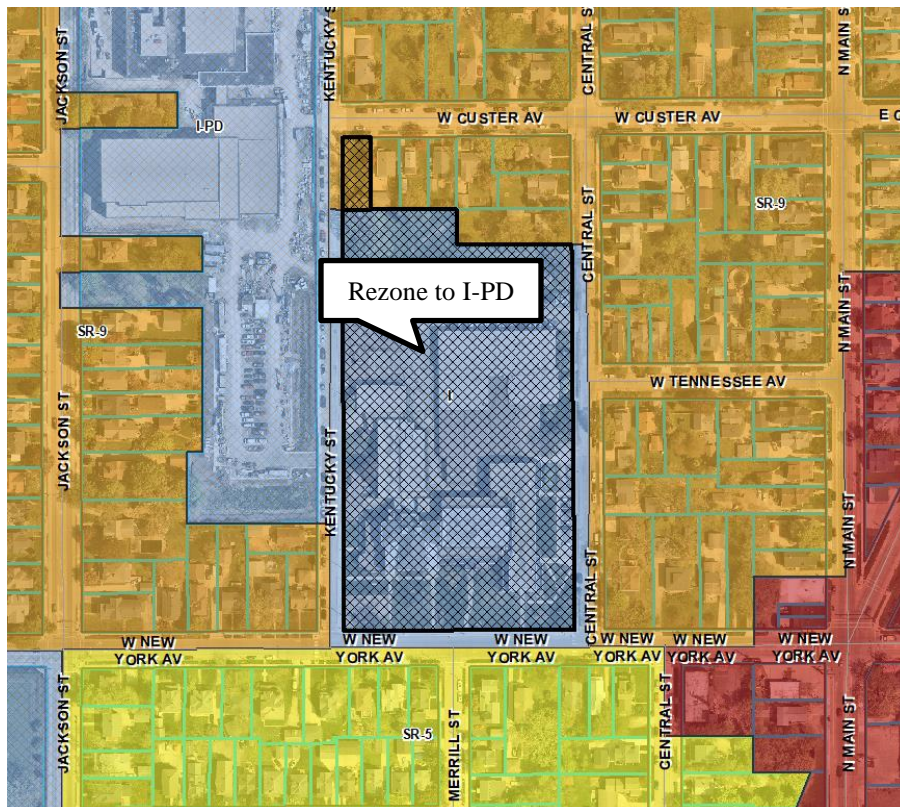 JACKSON ST
KENTUCKY S
CENTRAL ST
N MAIN S
W CUSTER AV
W CUSTER AV
E C
I-PD
SR-9
CENTRAL ST
Rezone to I-PD
N MAIN ST
SR-9
W TENNESSEE AV
I
JACKSON ST
KENTUCKY ST
N MAIN ST
CENTRAL ST
W NEW
YORK AV
W NEW
YORK AV
W NEW
YORK AV
W NEW
YORK AV
W NEW
YORK AV
W NEW
YORK AV
JACKSON ST
SR-5
MERRILL ST
CENTRAL ST
N MAIN ST